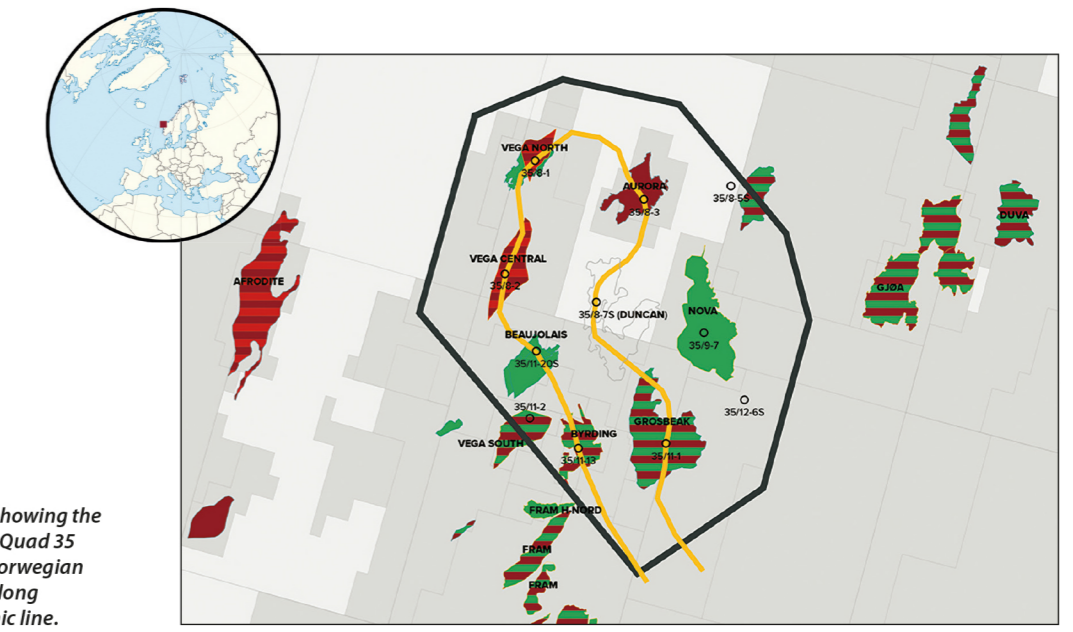 VEGA NORTH
35/8-1
AURORA
35/8-3
35/8-5S
DUVA
VEGA CENTRAL
35/8-2
AFRODITE
GJØA
35/8-7S (DUNCAN)
NOVA
35/9-7
BEAUJOLAIS
35/11-20S
35/11-2
35/12-6S
VEGA SOUTH
BYRDING
35/11-13
GROSBEAK
35/11-1
FRAM H-NORD
FRAM
FRAM
howing the
Quad 35
orwegian
long
ic line.